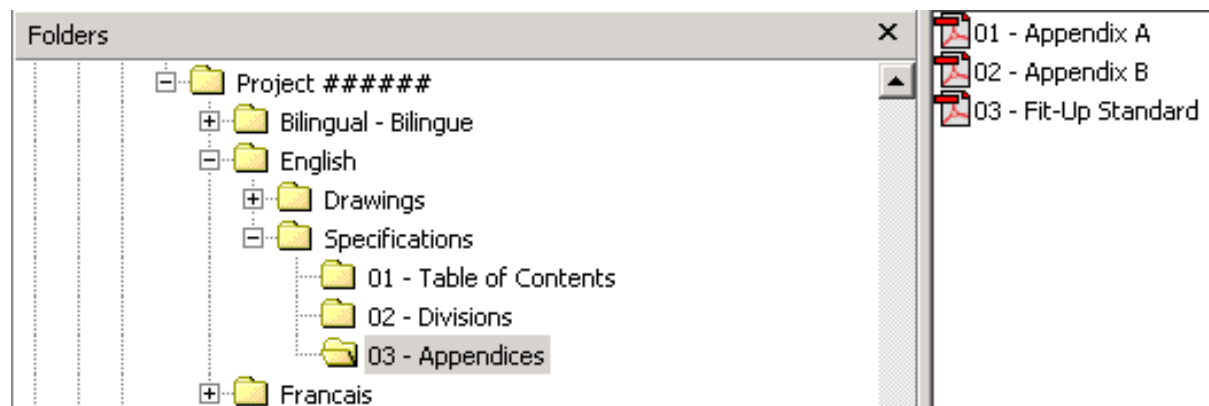 Folders
Project ######
Bilingual - Bilingue
English
Drawings
Specifications
01 - Table of Contents
02 - Divisions
03 - Appendices
Francais
01 - Appendix A
02 - Appendix B
03 - Fit-Up Standard